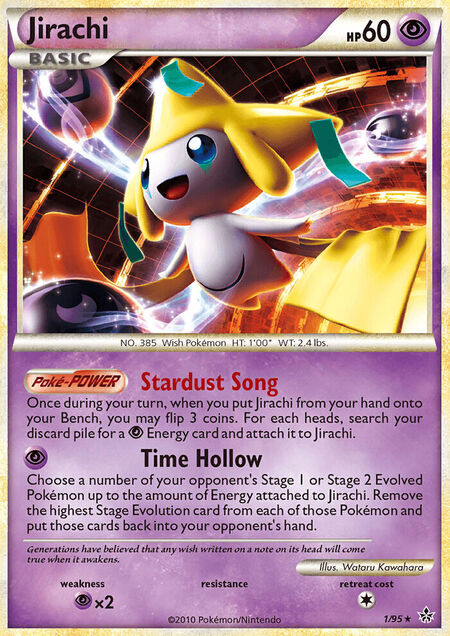 Jirachi HP 60
BASIC
NO. 385 Wish Pokémon HT: 1'00" WT: 2.4 lbs.
Poké-POWER Stardust Song
Once during your turn, when you put Jirachi from your hand onto
your Bench, you may flip 3 coins. For each heads, search your
discard pile for a Energy card and attach it to Jirachi.
Time Hollow
Choose a number of your opponent's Stage 1 or Stage 2 Evolved
Pokémon up to the amount of Energy attached to Jirachi. Remove
the highest Stage Evolution card from each of those Pokémon and
put those cards back into your opponent's hand.
Generations have believed that any wish written on a note on its head will come
true when it awakens.
Illus. Wataru Kawahara
weakness resistance retreat cost
×2
©2010 Pokémon/Nintendo 1/95 ★